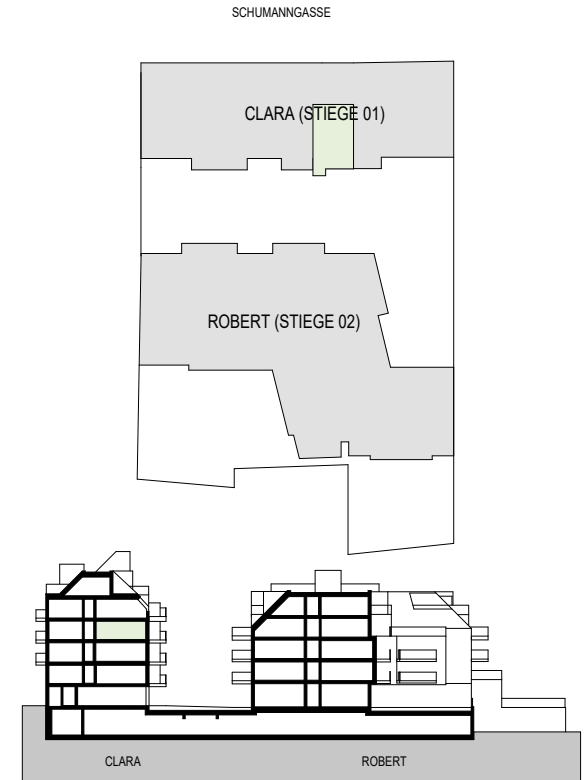 SCHUMANNGASSE
CLARA (STIEGE 01)
ROBERT (STIEGE 02)
CLARA
ROBERT